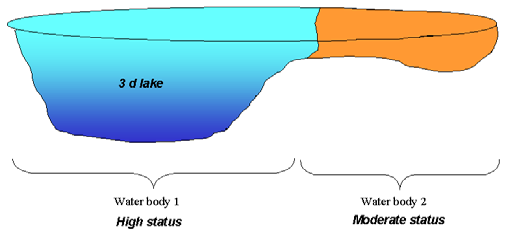 3 d lake
Water body 1
High status
Water body 2
Moderate status